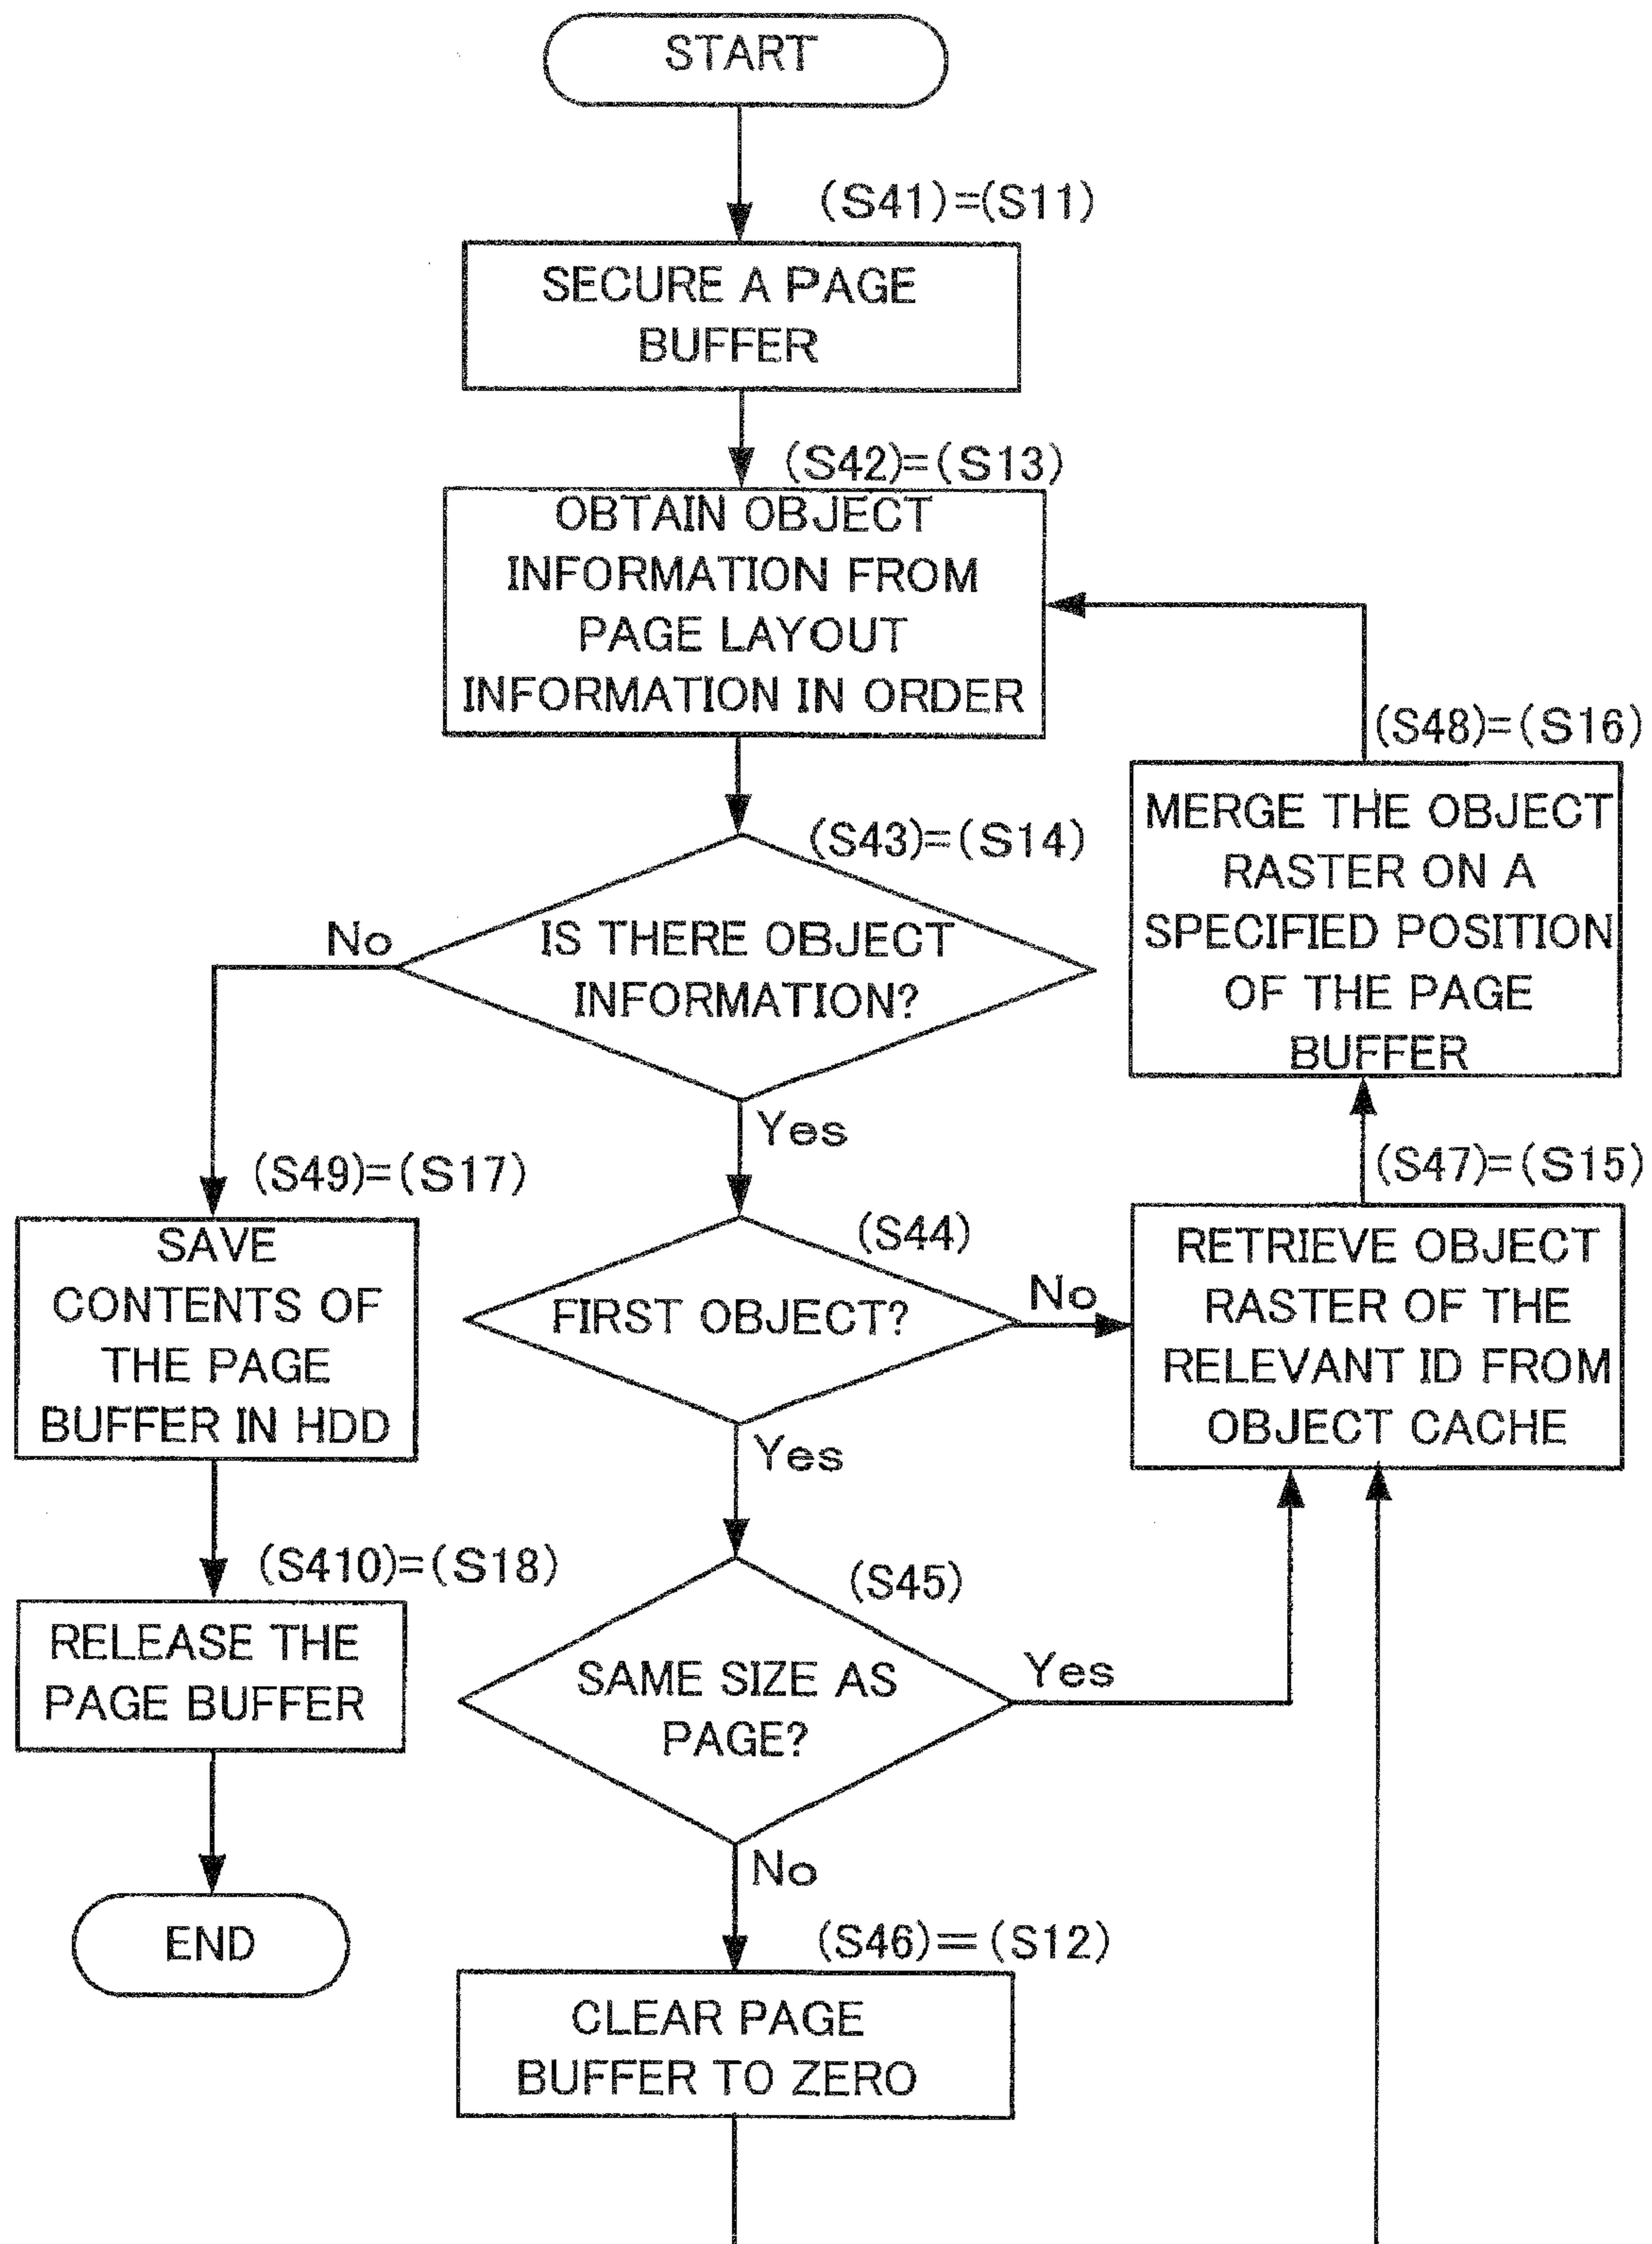 START
(S41)=(S11)
SECURE A PAGE
BUFFER
(S42)=(S13)
OBTAIN OBJECT
INFORMATION FROM
PAGE LAYOUT
INFORMATION IN ORDER
(S43)=(S14)
IS THERE OBJECT
INFORMATION?
No
Yes
(S49)=(S17)
SAVE
CONTENTS OF
THE PAGE
BUFFER IN HDD
(S410)=(S18)
RELEASE THE
PAGE BUFFER
END
(S44)
FIRST OBJECT?
No
Yes
(S45)
SAME SIZE AS
PAGE?
Yes
No
(S46)=(S12)
CLEAR PAGE
BUFFER TO ZERO
(S47)=(S15)
RETRIEVE OBJECT
RASTER OF THE
RELEVANT ID FROM
OBJECT CACHE
(S48)=(S16)
MERGE THE OBJECT
RASTER ON A
SPECIFIED POSITION
OF THE PAGE
BUFFER